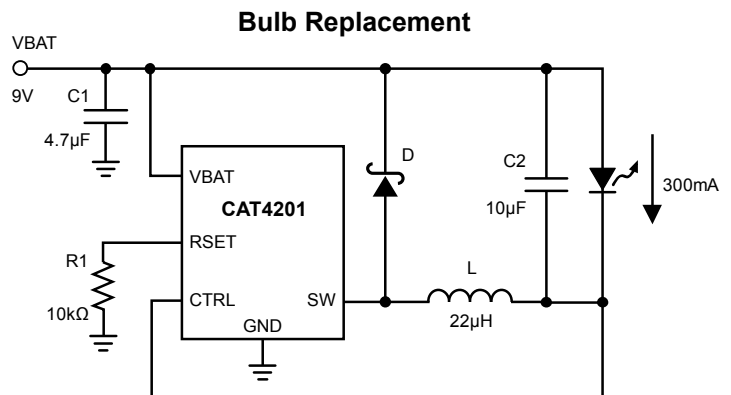 Bulb Replacement
VBAT
9V
C1
4.7µF
VBAT
CAT4201
RSET
R1
10kΩ
CTRL
SW
GND
D
C2
10µF
300mA
L
22µH